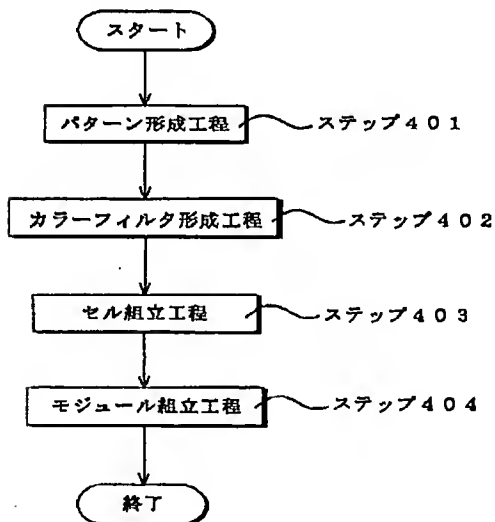 スタート
パターン形成工程 ステップ401
カラーフィルタ形成工程 ステップ402
セル組立工程 ステップ403
モジュール組立工程 ステップ404
終了